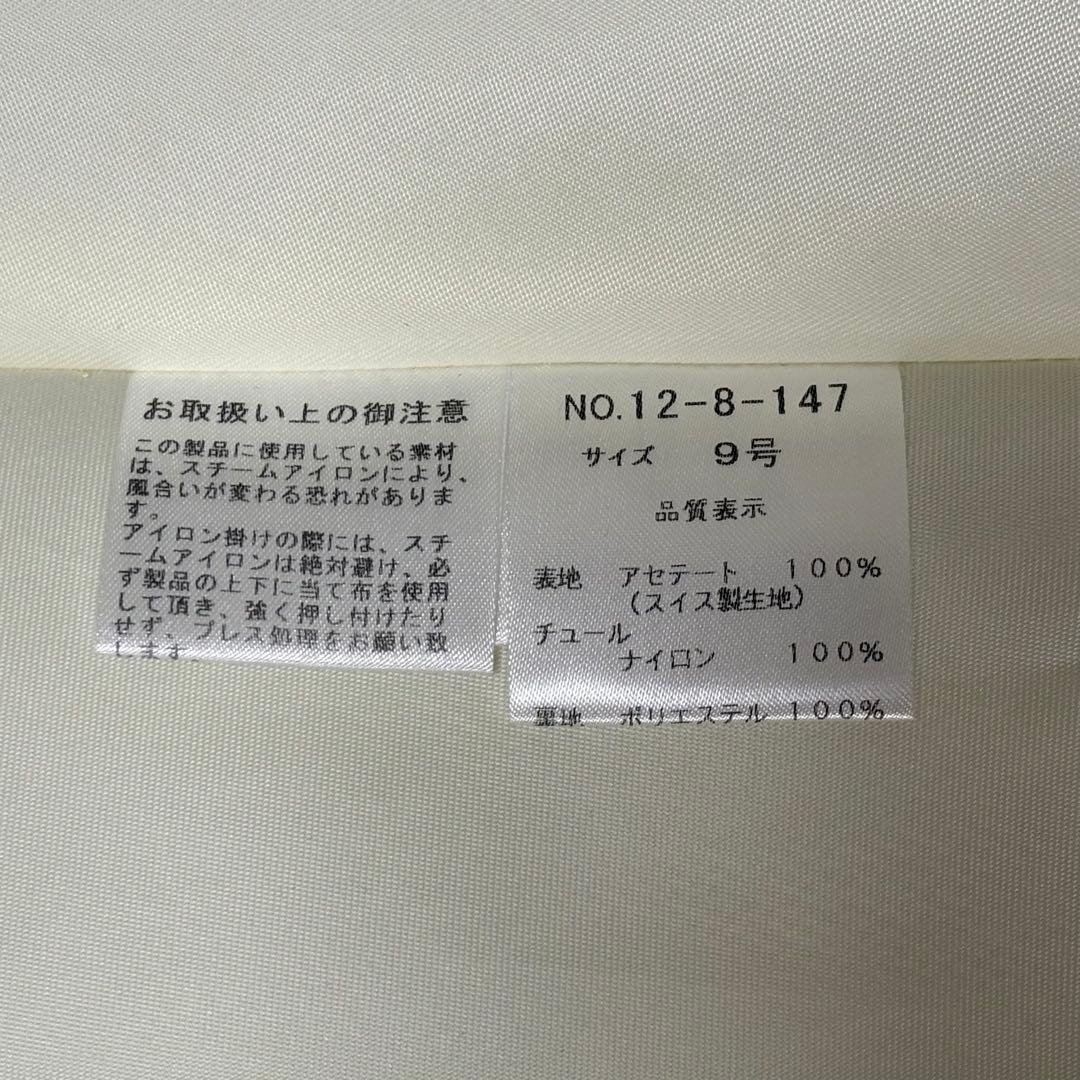 お取扱い上の御注意
この製品に使用している素材
は、スチームアイロンにより、
風合いが変わる恐れがありま
す。
アイロン掛けの際には、スチ
ームアイロンは絶対避け、必
ず製品の上下に当て布を使用
して頂き、強く押し付けたり
せず、プレス処理をお願い致
します。
NO.12-8-147
サイズ 9号
品質表示
表地 アセテート 100%
(スイス製生地)
チュール
ナイロン 100%
裏地 ポリエステル 100%